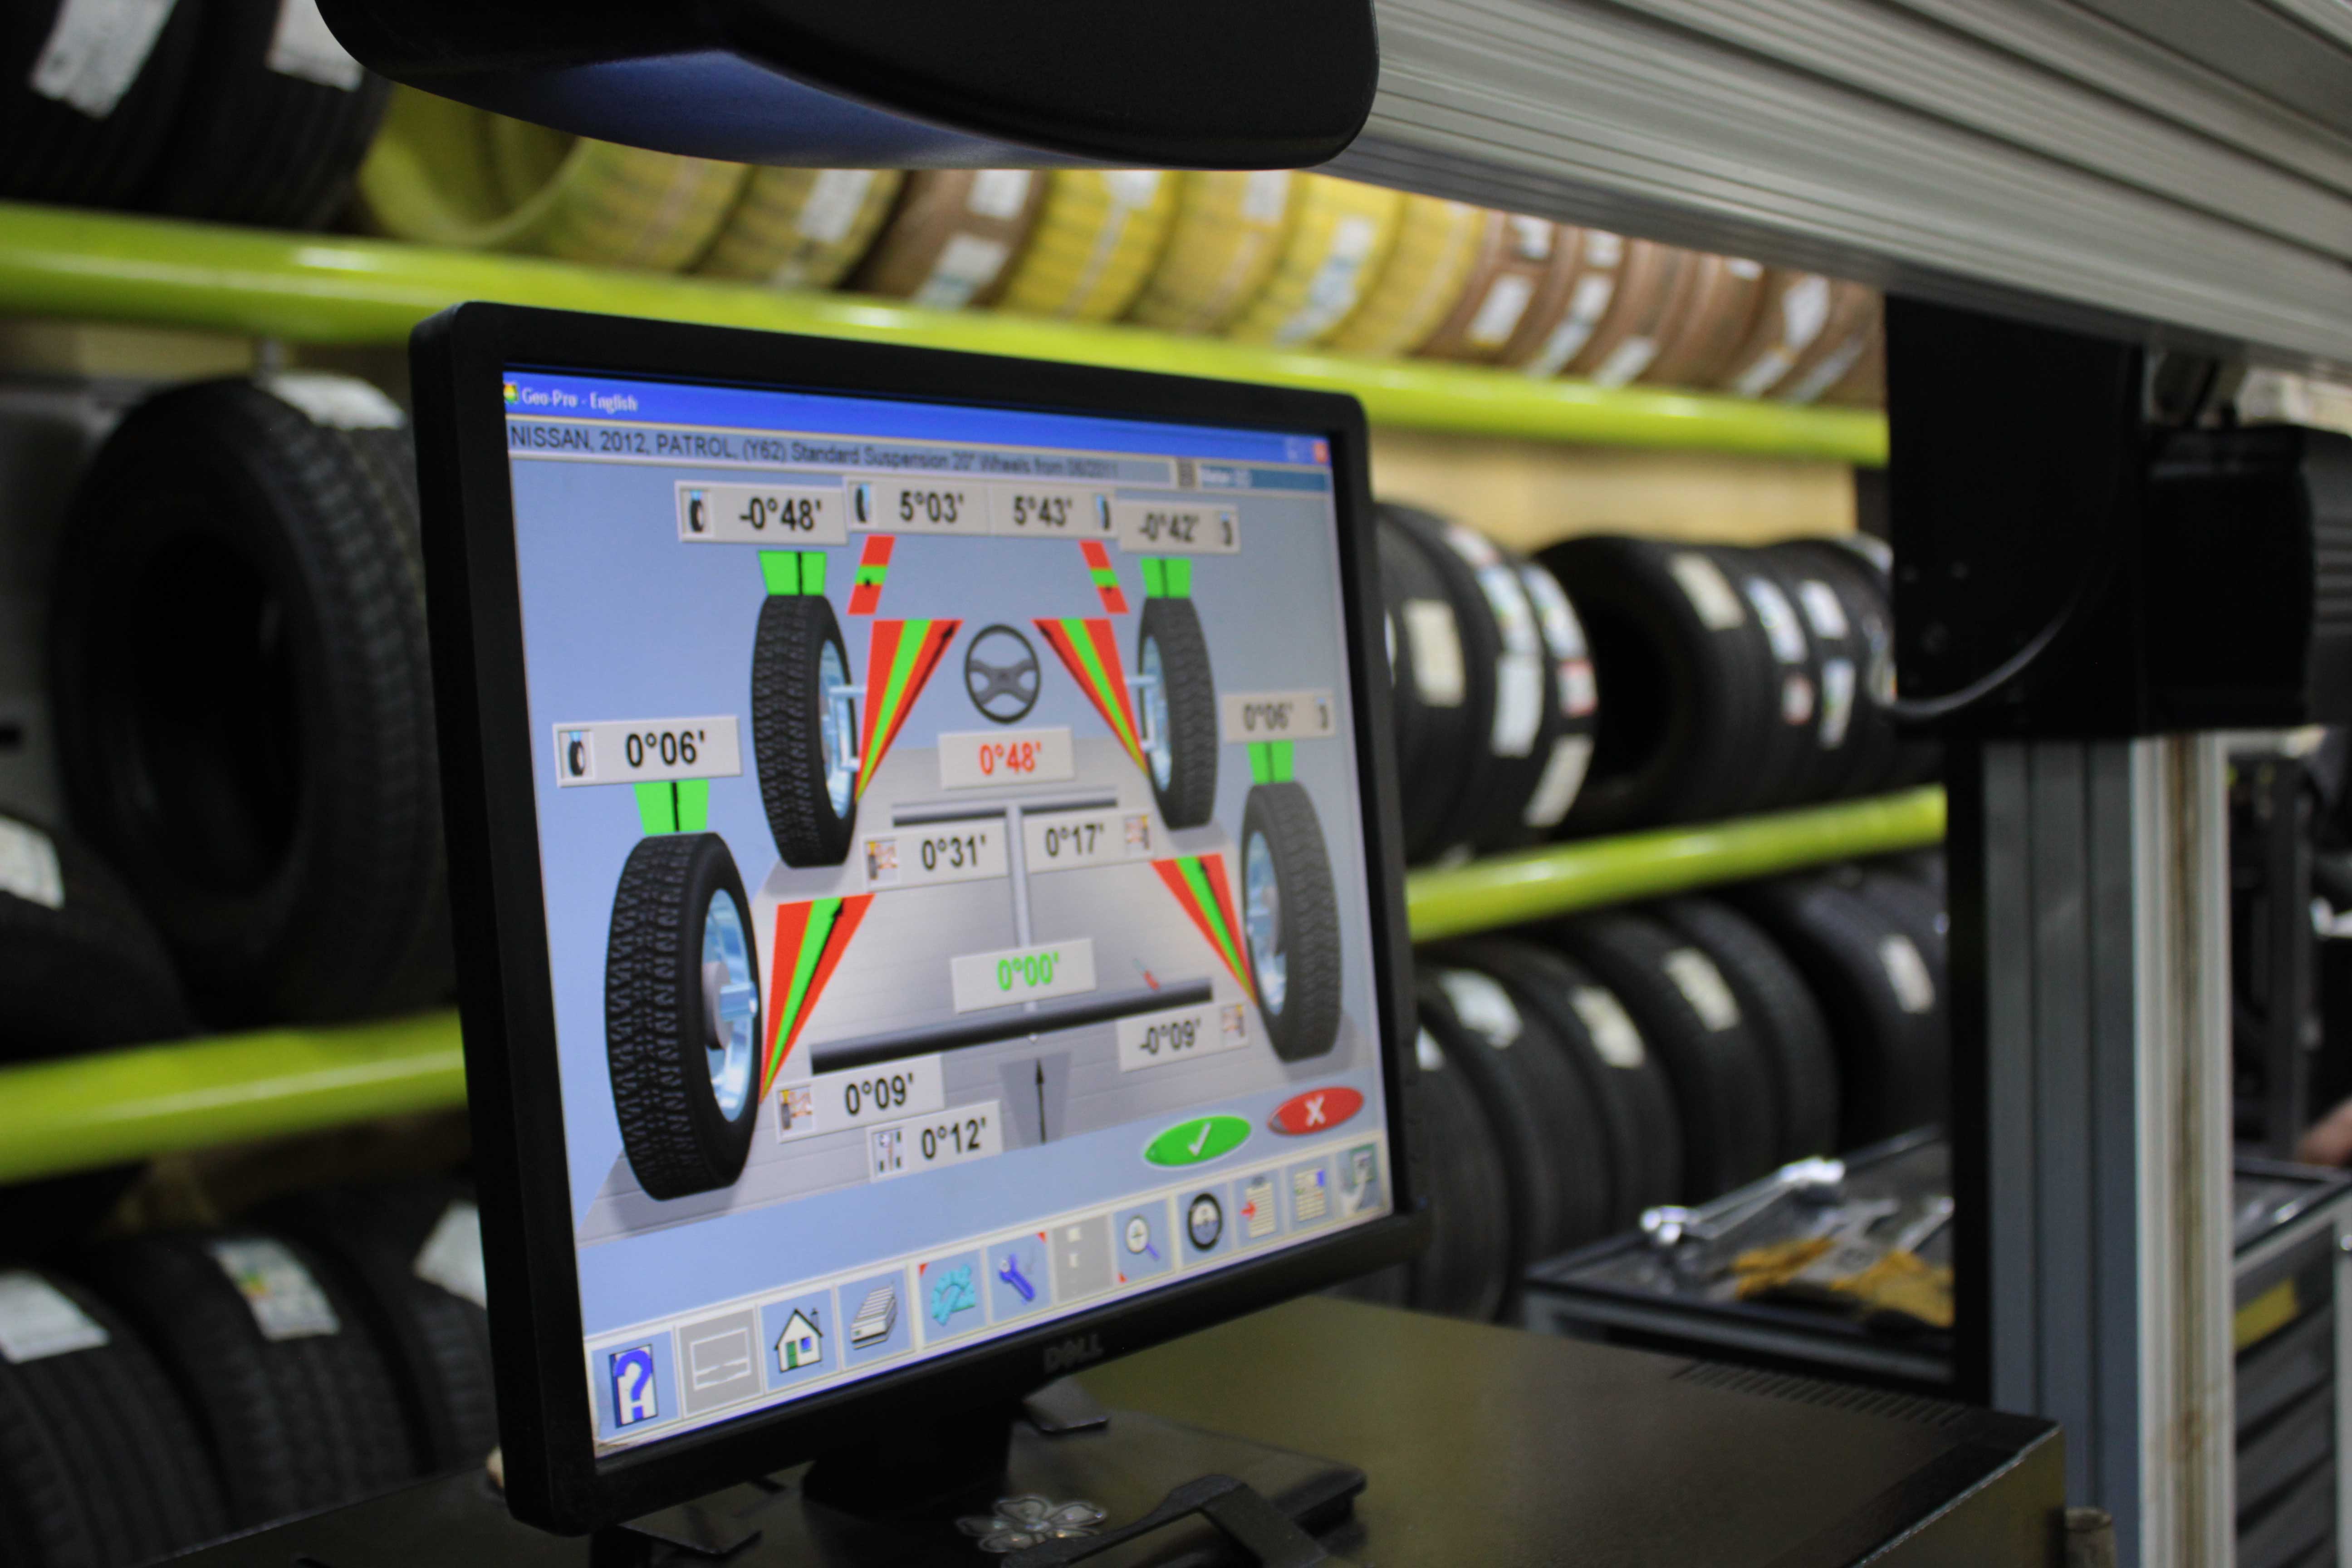 Geo-Pro - English
NISSAN, 2012, PATROL, (Y62) Standard Suspension 20" Wheels from 06/2011
-0°48' 5°03' 5°43' -0°42'
0°06' 0°06'
0°48'
0°31' 0°17'
0°00'
-0°09'
0°09'
0°12'
?
DELL